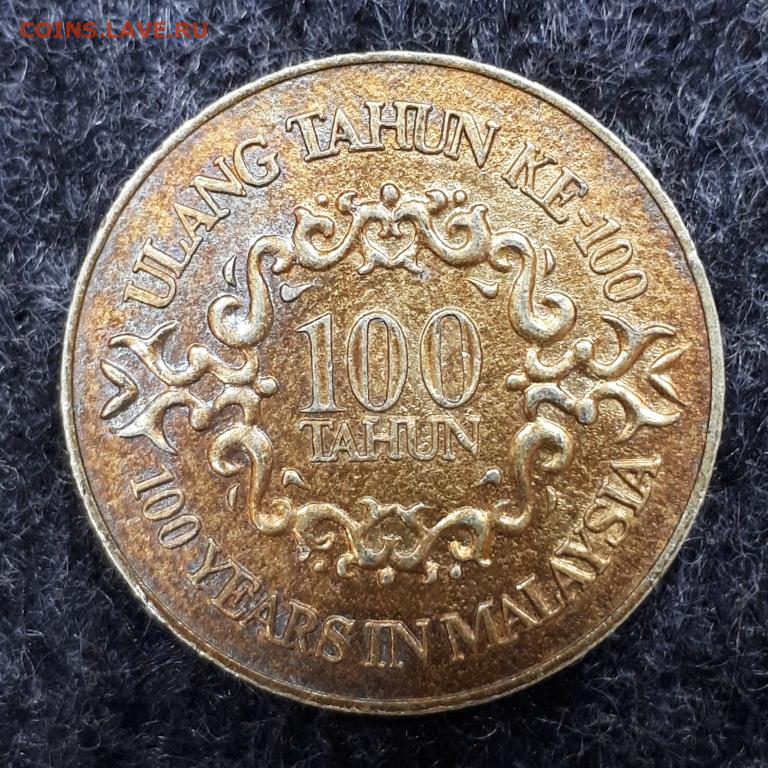 COINS.LAVE.RU
ULANG TAHUN KE-100
100
TAHUN
100 YEARS IN MALAYSIA